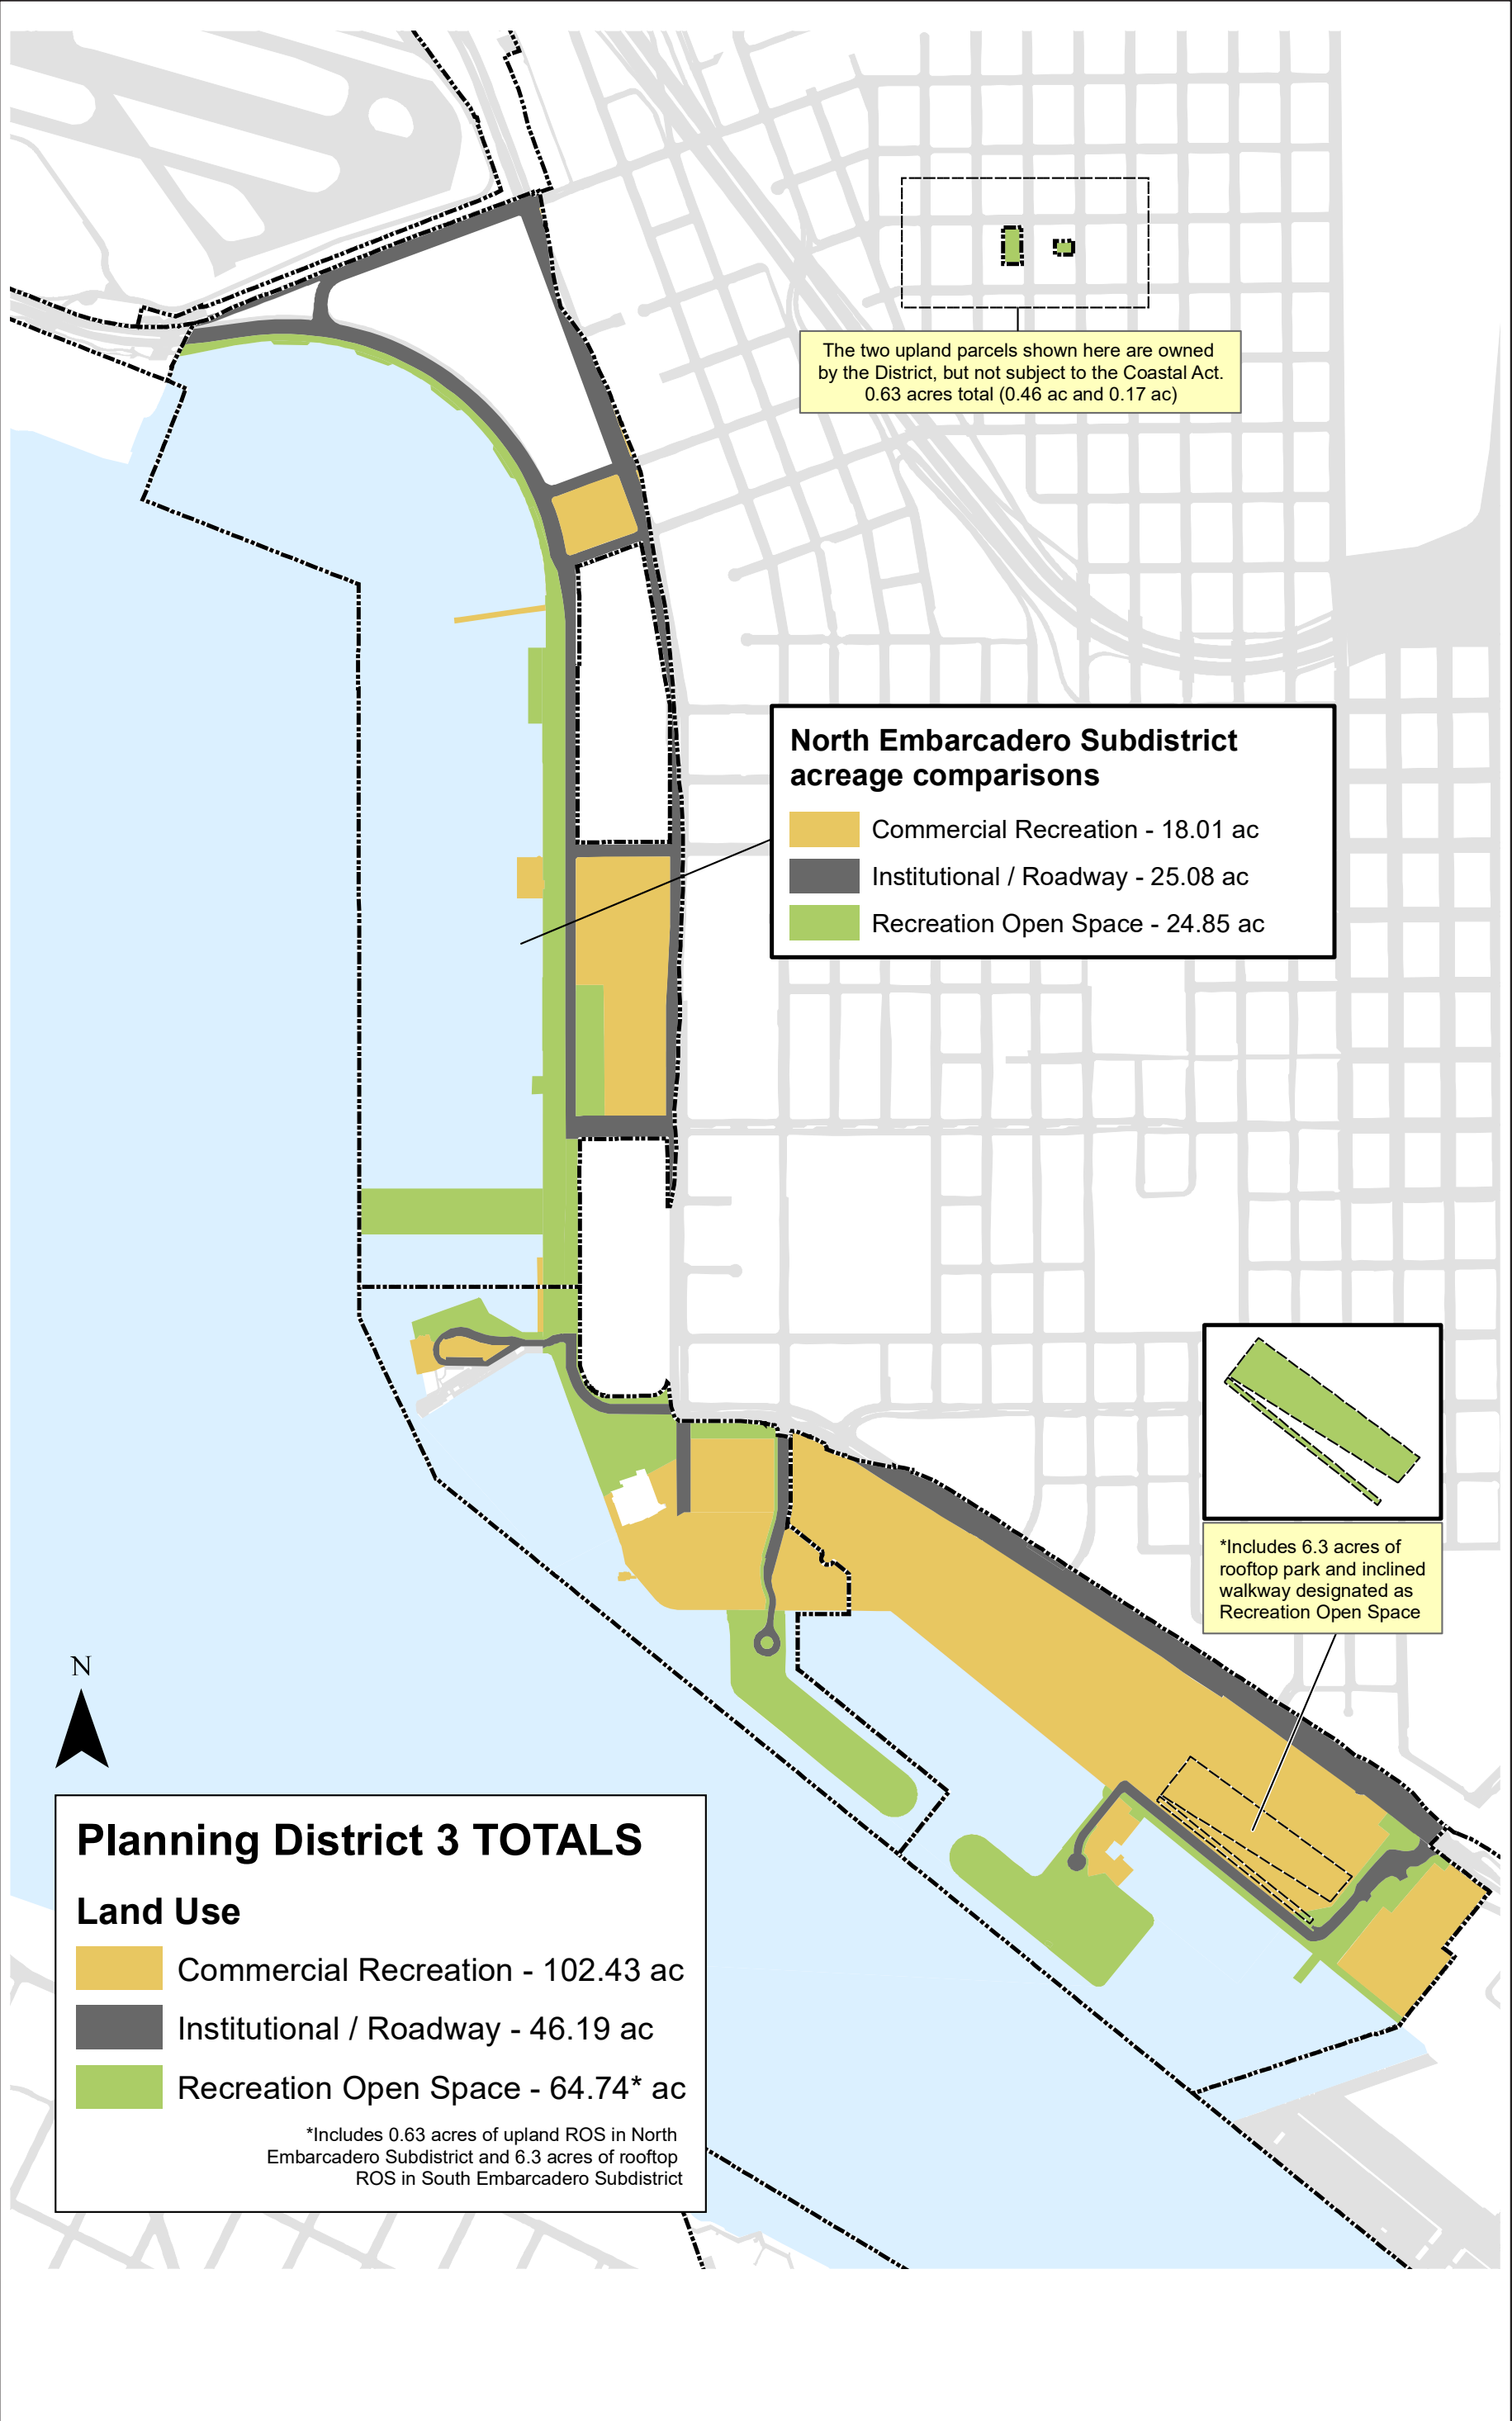 The two upland parcels shown here are owned
by the District, but not subject to the Coastal Act.
0.63 acres total (0.46 ac and 0.17 ac)
North Embarcadero Subdistrict
acreage comparisons
Commercial Recreation - 18.01 ac
Institutional / Roadway - 25.08 ac
Recreation Open Space - 24.85 ac
*Includes 6.3 acres of
rooftop park and inclined
walkway designated as
Recreation Open Space
N
Planning District 3 TOTALS
Land Use
Commercial Recreation - 102.43 ac
Institutional / Roadway - 46.19 ac
Recreation Open Space - 64.74* ac
*Includes 0.63 acres of upland ROS in North
Embarcadero Subdistrict and 6.3 acres of rooftop
ROS in South Embarcadero Subdistrict